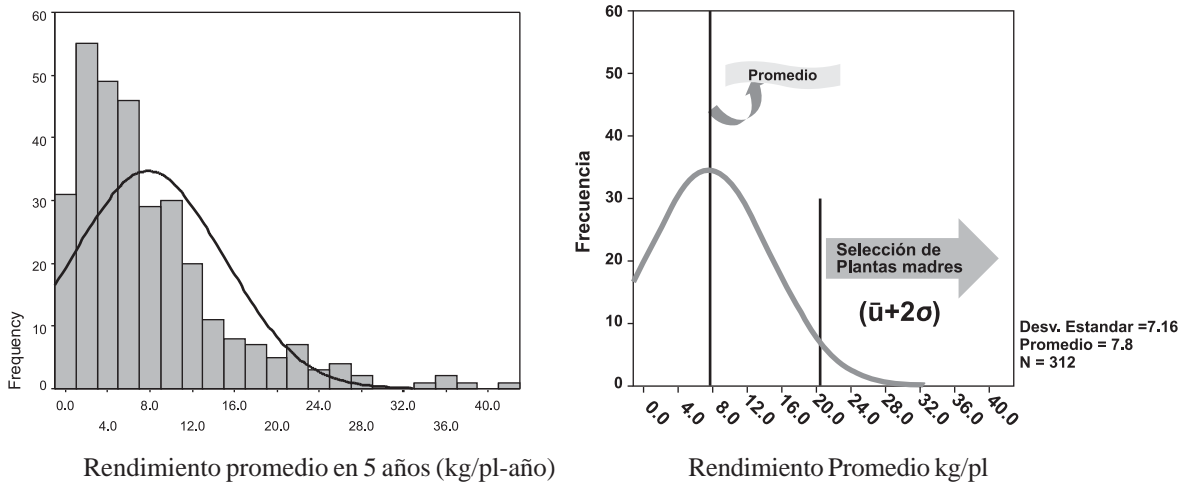 60
50
40
30
20
10
0
Frequency
0.0 8.0 16.0 24.0 32.0 40.0
4.0 12.0 20.0 28.0 36.0
Rendimiento promedio en 5 años (kg/pl-año)
60
50
40
30
20
10
0
Frecuencia
Promedio
Selección de
Plantas madres
(ū+2σ)
Desv. Estandar =7.16
Promedio = 7.8
N = 312
0.0 4.0 8.0 12.0 16.0 20.0 24.0 28.0 32.0 36.0 40.0
Rendimiento Promedio kg/pl